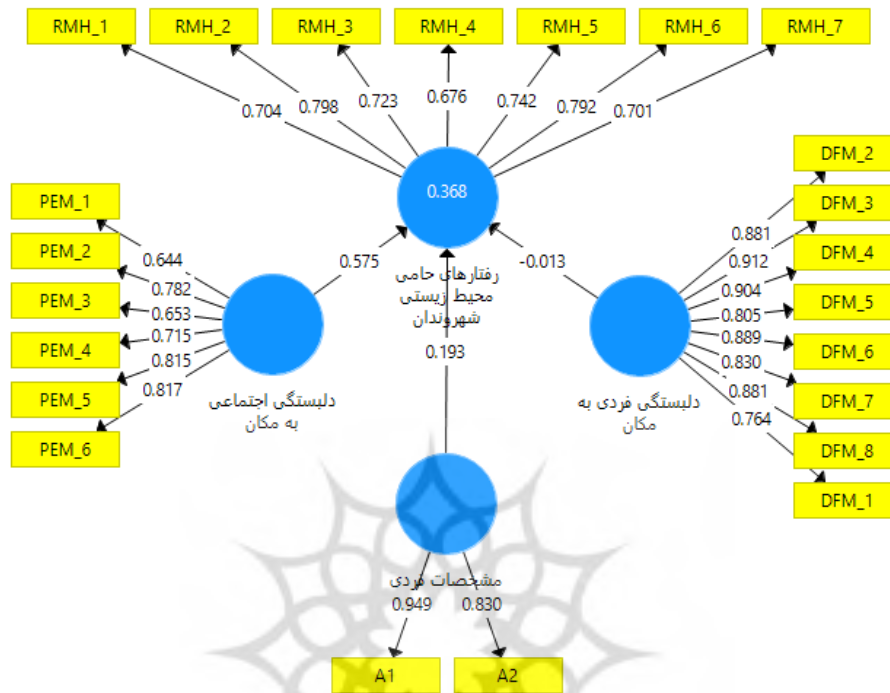 RMH_1 RMH_2 RMH_3 RMH_4 RMH_5 RMH_6 RMH_7
0.704 0.798 0.723 0.676 0.742 0.792 0.701
0.368
رفتارهای حامی
محیط زیستی
شهروندان
PEM_1
PEM_2
PEM_3
PEM_4
PEM_5
PEM_6
0.644
0.782
0.653
0.715
0.815
0.817
دلبستگی اجتماعی
به مکان
0.575
-0.013
0.193
DFM_2
DFM_3
DFM_4
DFM_5
DFM_6
DFM_7
DFM_8
DFM_1
0.881
0.912
0.904
0.805
0.889
0.830
0.881
0.764
دلبستگی فردی به
مکان
مشخصات فردی
0.949 0.830
A1 A2